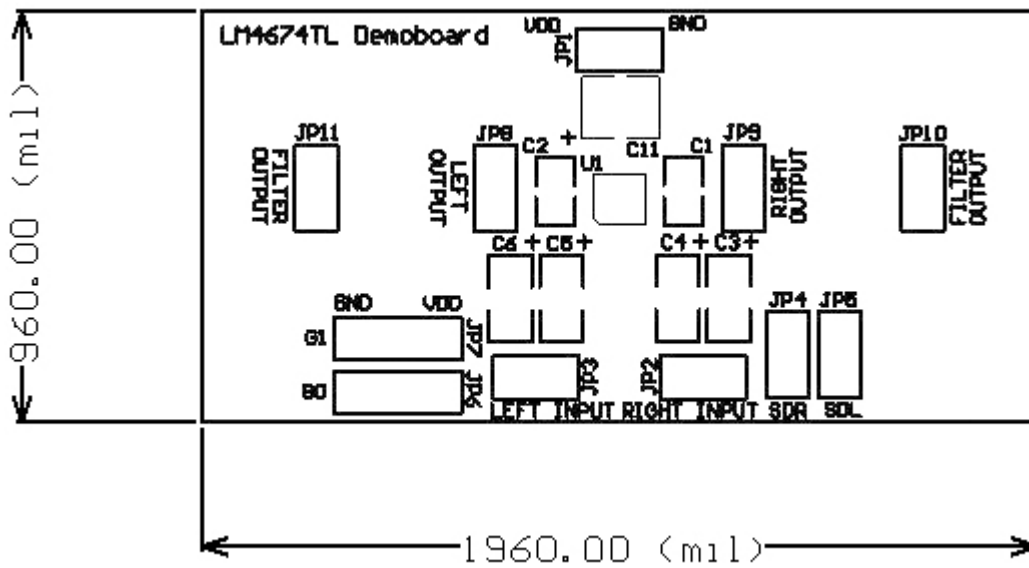 LM4674TL Demoboard
VDD GND
JP1
JP11 JP8 C2 + C11 C1 JP9 JP10
U1
FILTER
OUTPUT
LEFT
OUTPUT
RIGHT
OUTPUT
FILTER
OUTPUT
C6 + C5 + C4 + C3 +
GND VDD JP4 JP5
G1 JP7
G0 JP6 JP3 JP2
LEFT INPUT RIGHT INPUT SDR SDL
960.00 (mil)
1960.00 (mil)